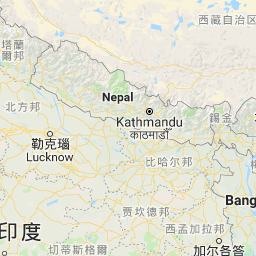 西藏自治区
塔蘭
爾邦
Nepal
Kathmandu
काठमाडौँ
錫金
北方邦
勒克瑙
Lucknow
比哈尔邦
Bang
贾坎德邦
西孟加拉邦
印度
切蒂斯格爾
加尔各答